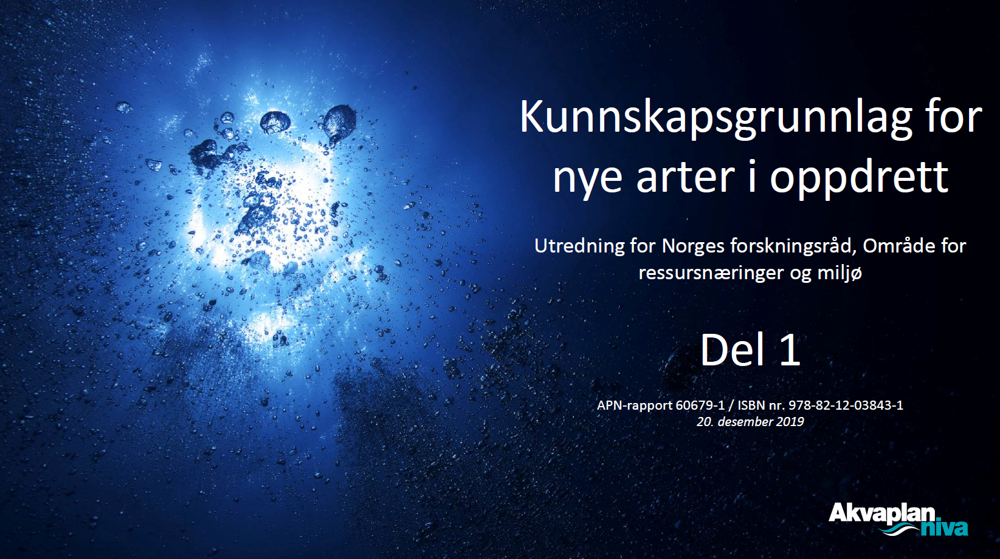 Kunnskapsgrunnlag for
nye arter i oppdrett
Utredning for Norges forskningsråd, Område for
ressursnæringer og miljø
Del 1
APN-rapport 60679-1 / ISBN nr. 978-82-12-03843-1
20. desember 2019
Akvaplan
niva